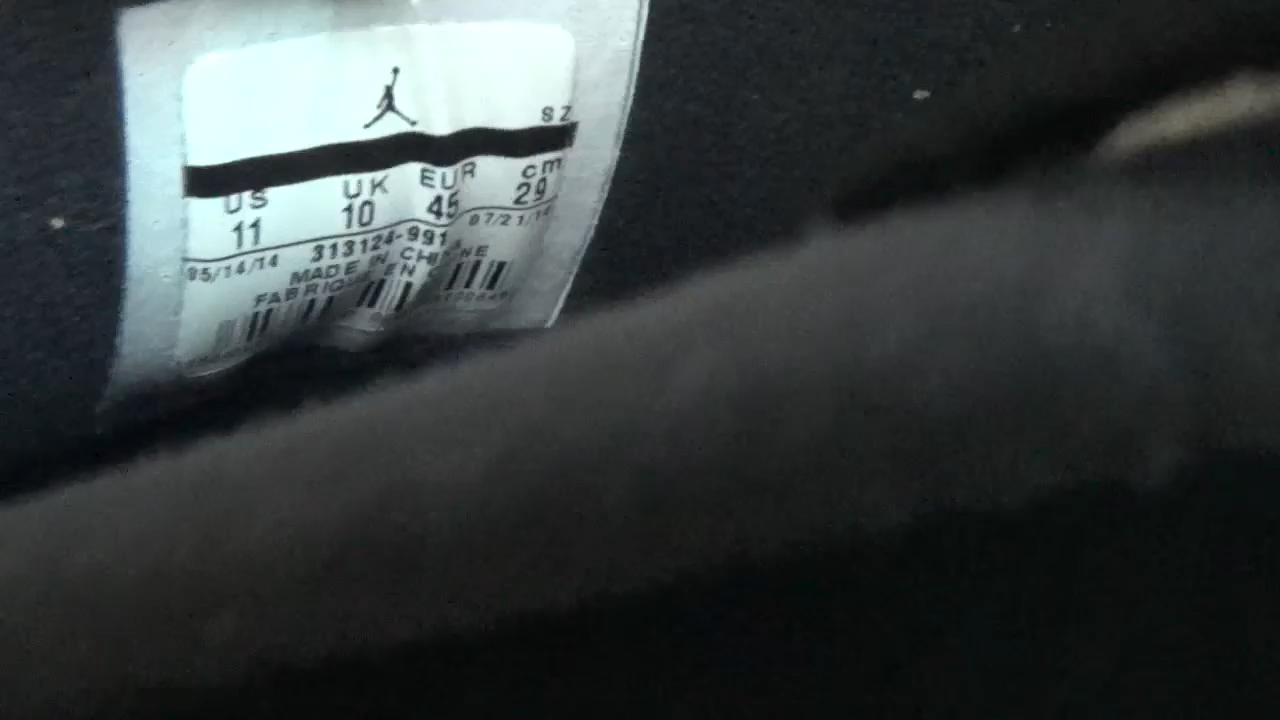 SZ
US UK EUR cm
11 10 45 29
05/14/14 313124-991 07/21/14
MADE IN CHINA
FABRIQUE EN CHINE